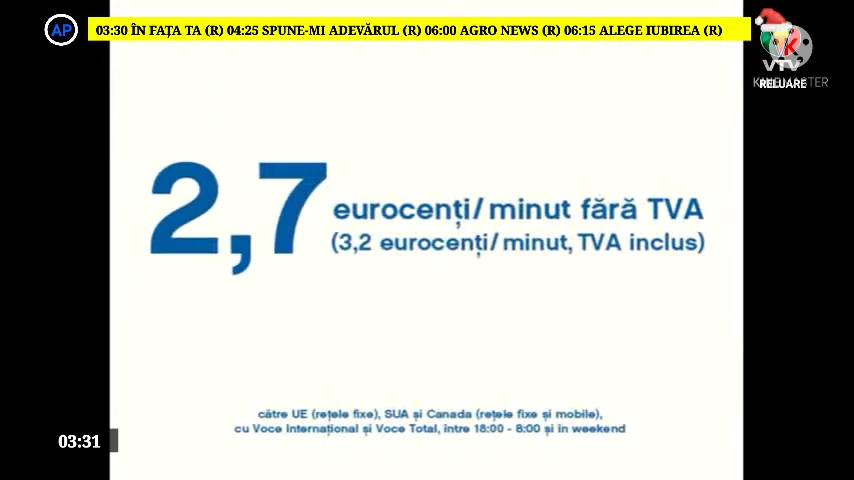 AP
03:30 ÎN FAȚA TA (R) 04:25 SPUNE-MI ADEVĂRUL (R) 06:00 AGRO NEWS (R) 06:15 ALEGE IUBIREA (R)
K
VTV
KINEMASTER
RELUARE
2,7 eurocenți/minut fără TVA
(3,2 eurocenți/minut, TVA inclus)
către UE (rețele fixe), SUA și Canada (rețele fixe și mobile),
cu Voce Internațional și Voce Total, între 18:00 - 8:00 și în weekend
03:31